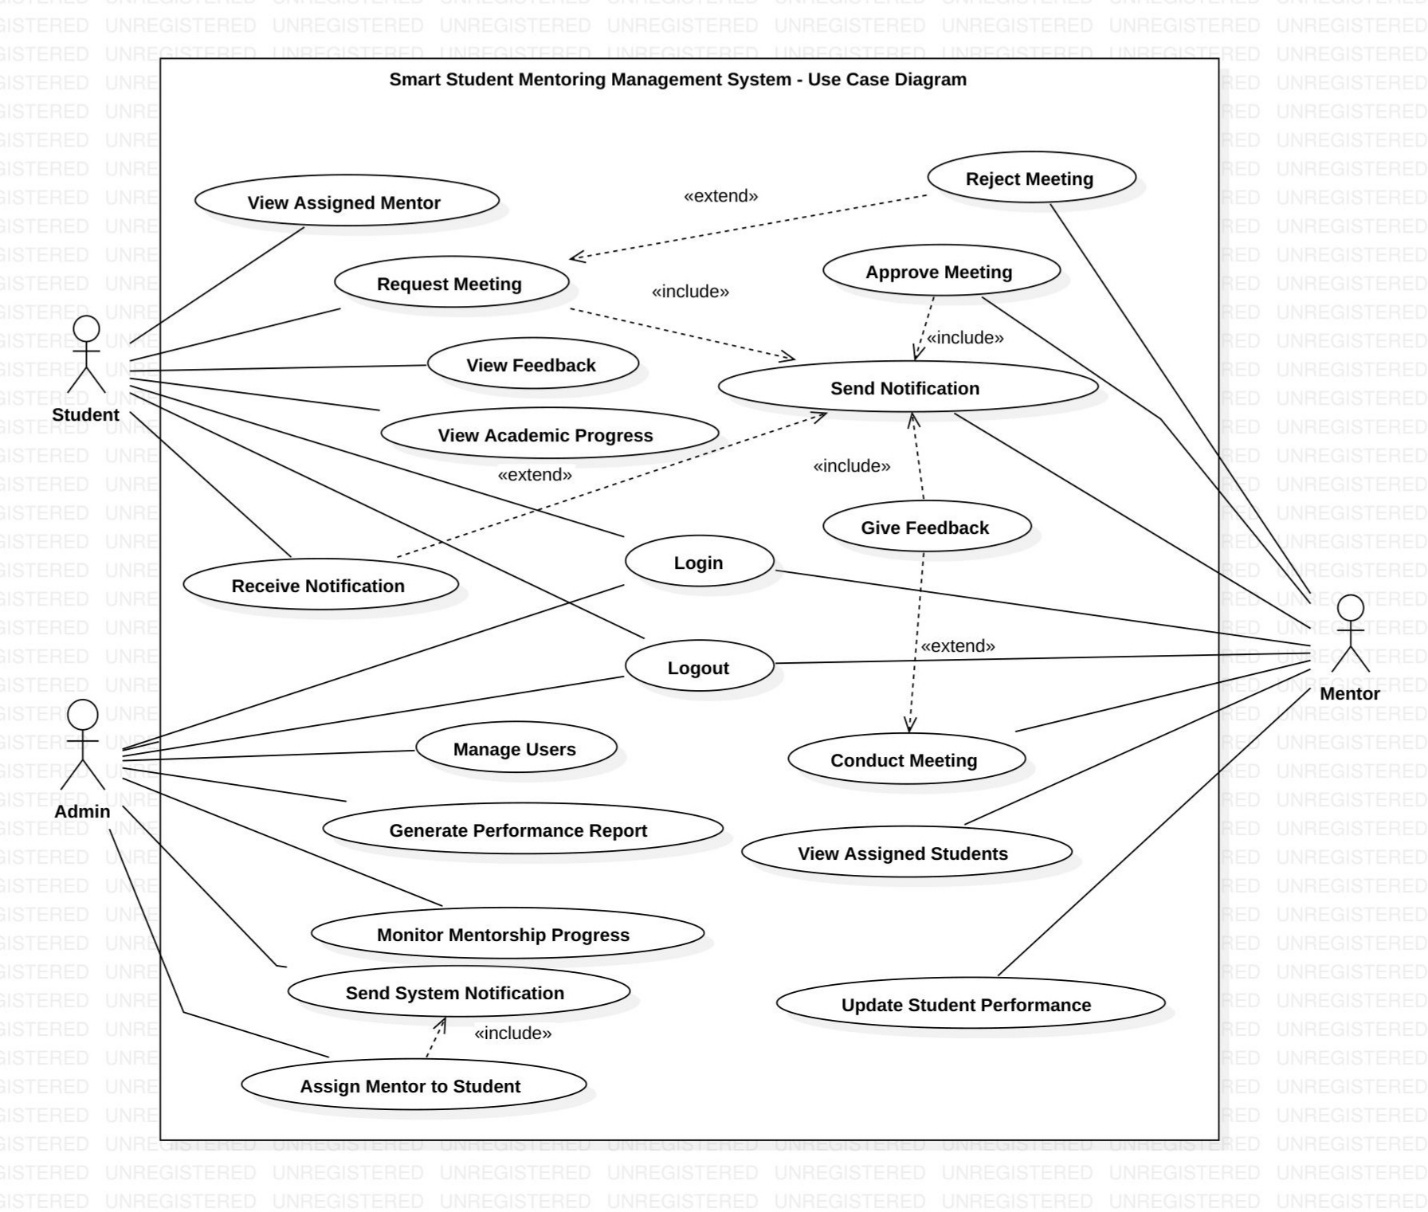 Smart Student Mentoring Management System - Use Case Diagram
Reject Meeting
«extend»
View Assigned Mentor
Approve Meeting
Request Meeting
«include»
«include»
View Feedback
Send Notification
Student
View Academic Progress
«extend»
«include»
Give Feedback
Login
Receive Notification
«extend»
Logout
Mentor
Manage Users
Conduct Meeting
Admin
Generate Performance Report
View Assigned Students
Monitor Mentorship Progress
Send System Notification
Update Student Performance
«include»
Assign Mentor to Student
UNREGISTERED